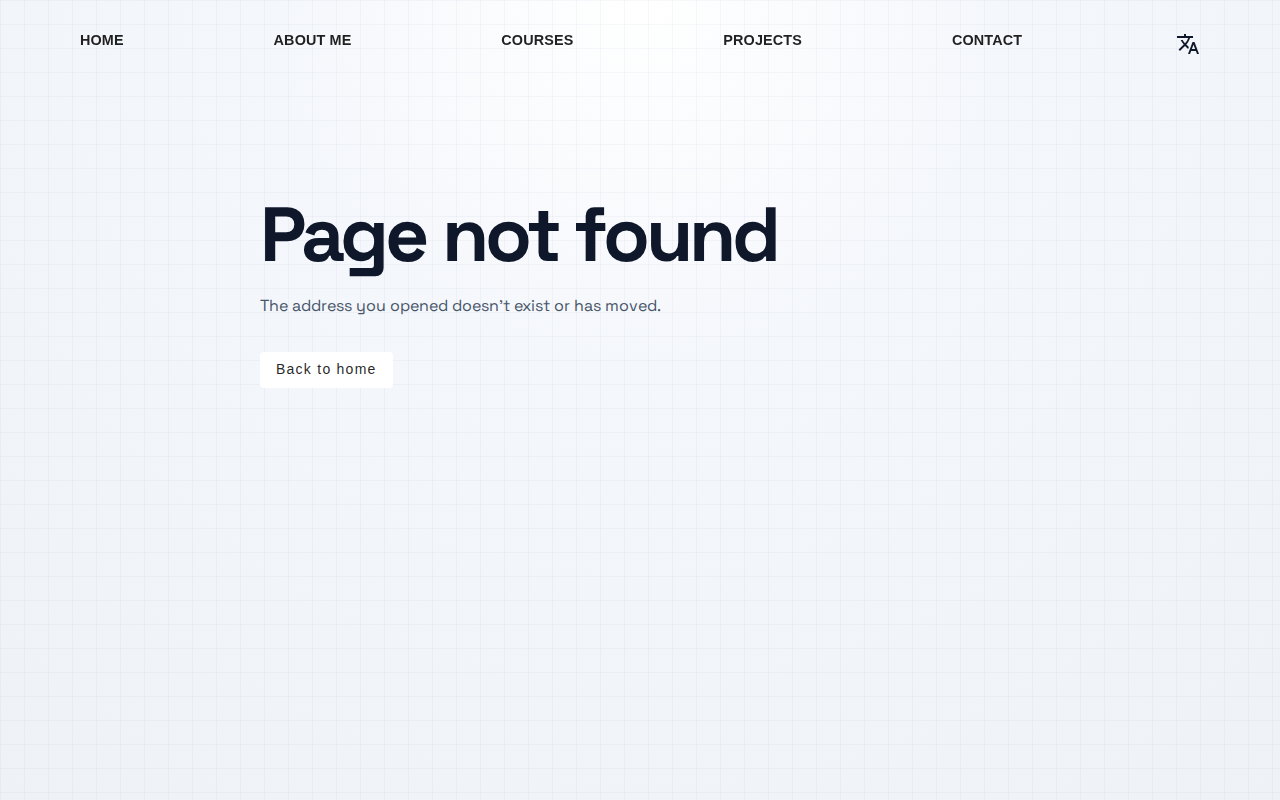 HOME
ABOUT ME
COURSES
PROJECTS
CONTACT
Page not found
The address you opened doesn't exist or has moved.
Back to home